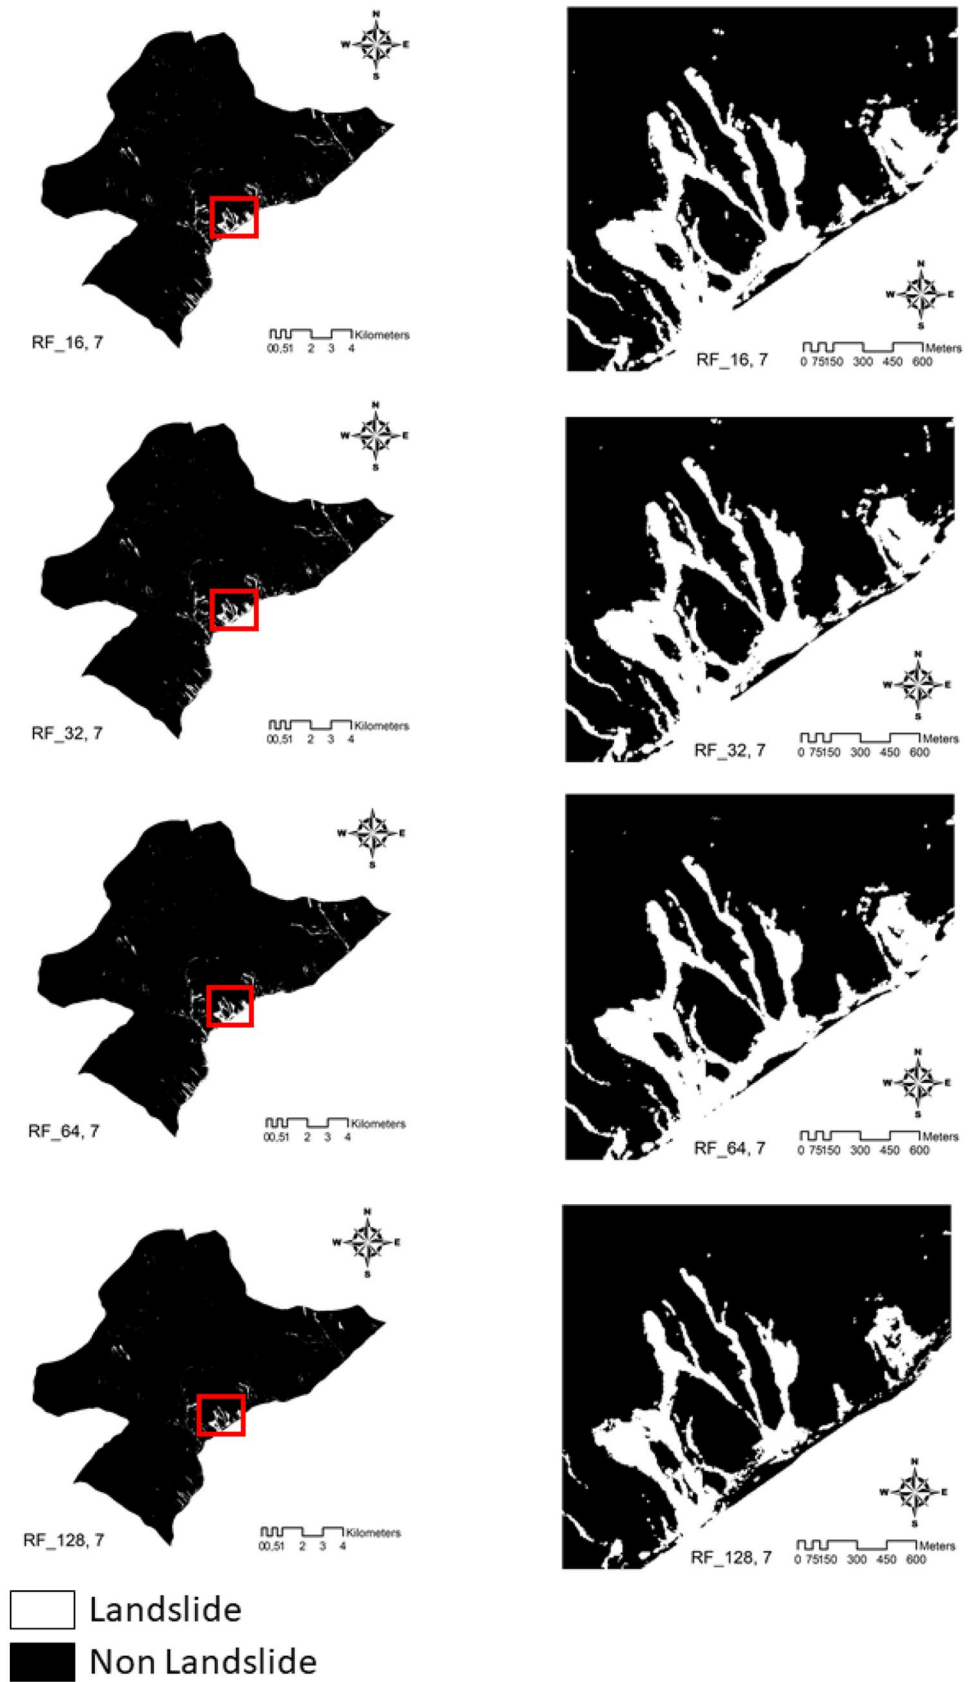 N
W E
S
RF_16, 7
Kilometers
00,51 2 3 4
N
W E
S
RF_16, 7
Meters
0 75150 300 450 600
N
W E
S
RF_32, 7
Kilometers
00,51 2 3 4
N
W E
S
RF_32, 7
Meters
0 75150 300 450 600
N
W E
S
RF_64, 7
Kilometers
00,51 2 3 4
N
W E
S
RF_64, 7
Meters
0 75150 300 450 600
N
W E
S
RF_128, 7
Kilometers
00,51 2 3 4
N
W E
S
RF_128, 7
Meters
0 75150 300 450 600
Landslide
Non Landslide